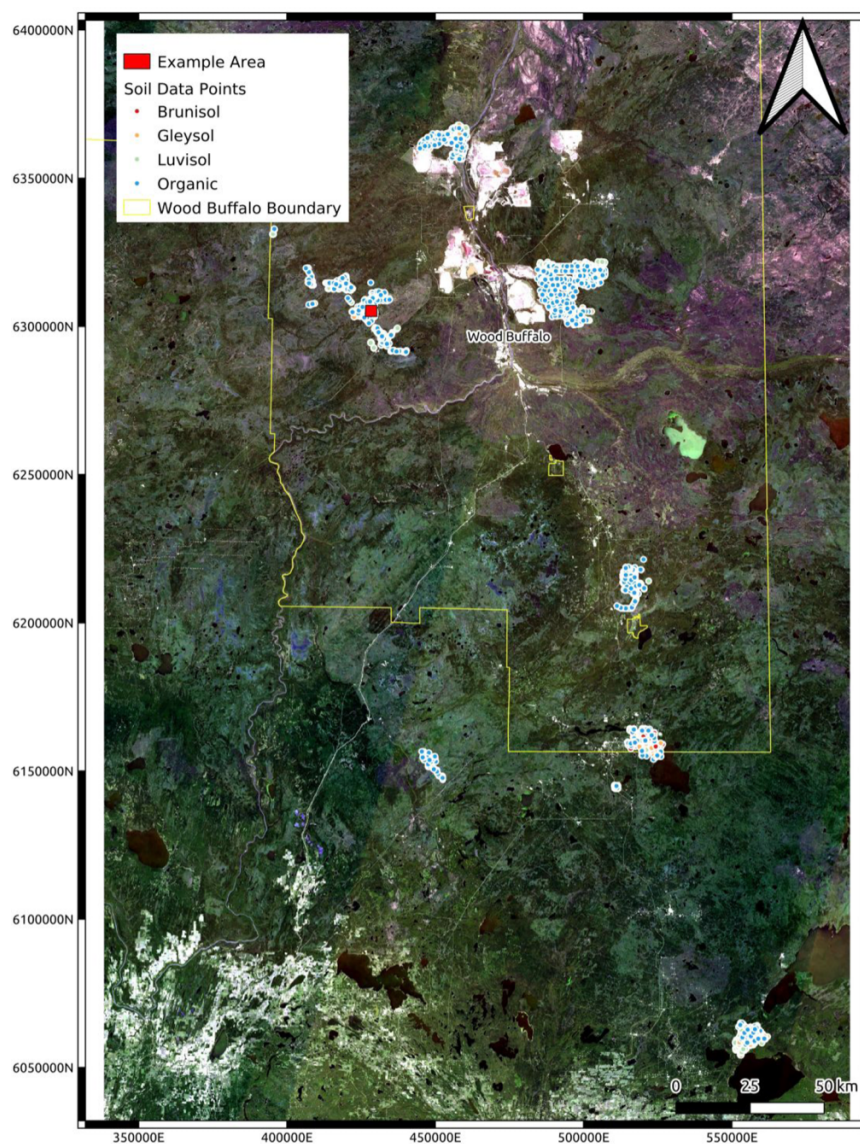 6400000N
6350000N
6300000N
6250000N
6200000N
6150000N
6100000N
6050000N
Example Area
Soil Data Points
Brunisol
Gleysol
Luvisol
Organic
Wood Buffalo Boundary
Wood Buffalo
0 25 50 km
350000E 400000E 450000E 500000E 550000E